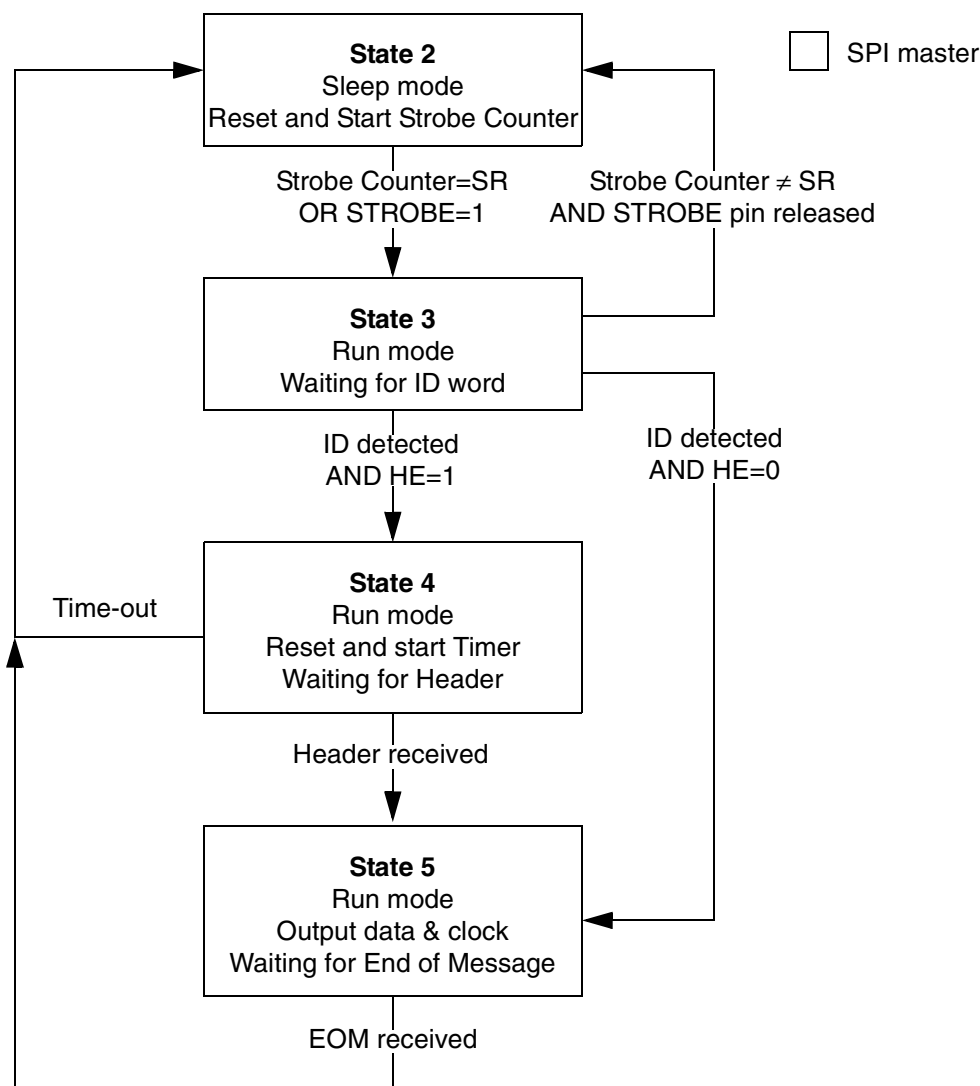 State 2
Sleep mode
Reset and Start Strobe Counter
SPI master
Strobe Counter=SR
OR STROBE=1
Strobe Counter ≠ SR
AND STROBE pin released
State 3
Run mode
Waiting for ID word
ID detected
AND HE=1
ID detected
AND HE=0
State 4
Run mode
Reset and start Timer
Waiting for Header
Time-out
Header received
State 5
Run mode
Output data & clock
Waiting for End of Message
EOM received